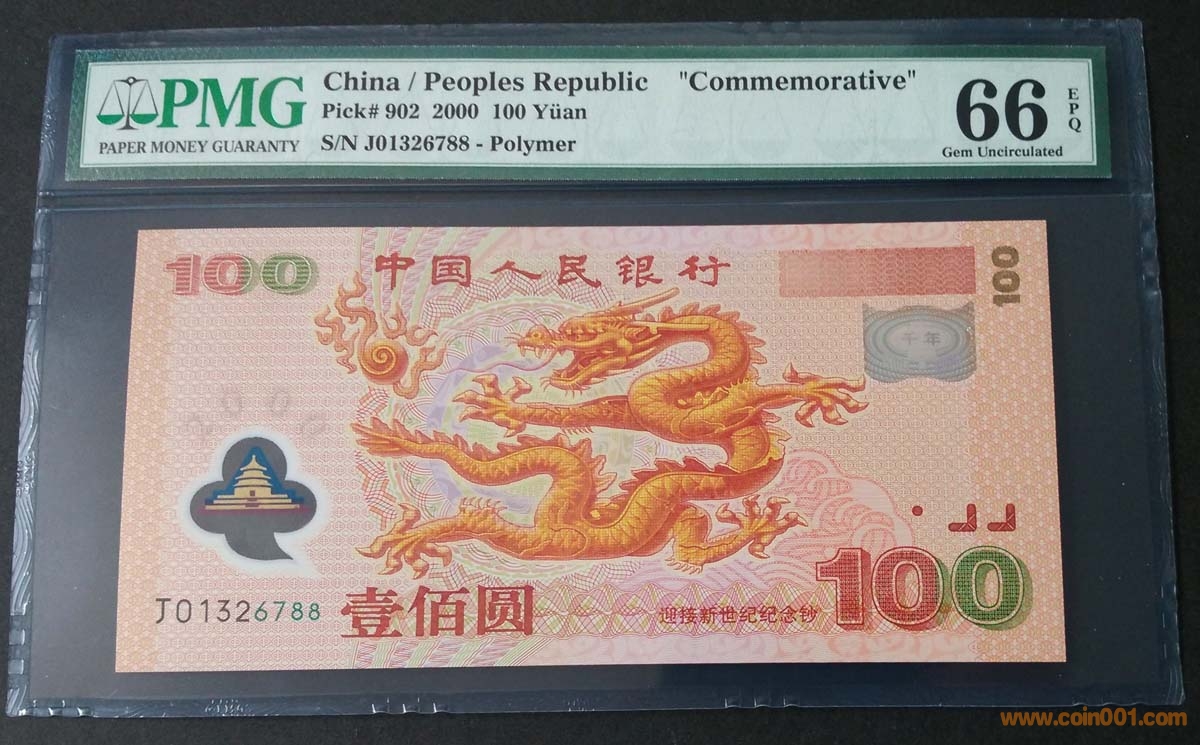 PMG
PAPER MONEY GUARANTY
China / Peoples Republic "Commemorative"
Pick# 902 2000 100 Yüan
S/N J01326788 - Polymer
66
EPQ
Gem Uncirculated
100
中国人民银行
100
千年
2000
J01326788
壹佰圆
迎接新世纪纪念钞
100
www.coin001.com